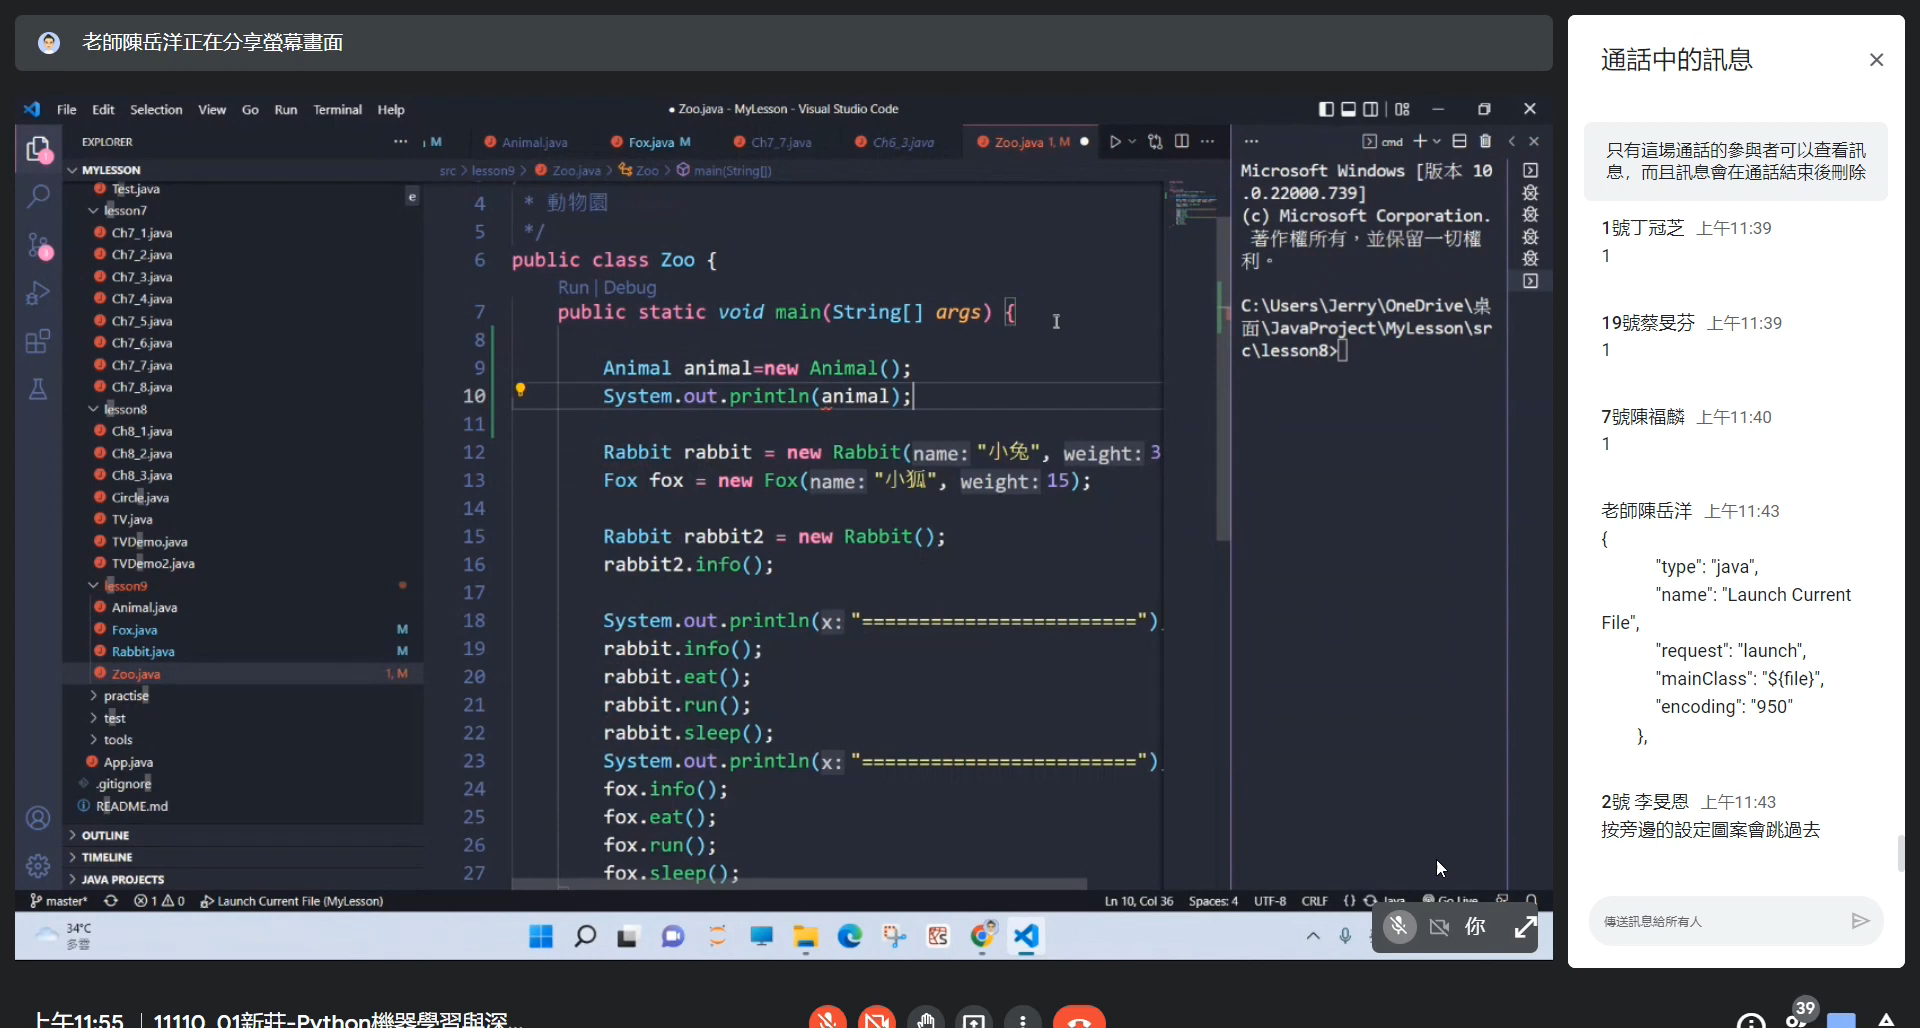 老師陳岳洋正在分享螢幕畫面
File Edit Selection View Go Run Terminal Help
● Zoo.java - MyLesson - Visual Studio Code
EXPLORER
M
Animal.java
Fox.java M
Ch7_7.java
Ch6_3.java
Zoo.java 1, M ●
cmd
MYLESSON
src > lesson9 > Zoo.java > Zoo > main(String[])
Test.java
e
lesson7
Ch7_1.java
Ch7_2.java
Ch7_3.java
Ch7_4.java
Ch7_5.java
Ch7_6.java
Ch7_7.java
Ch7_8.java
lesson8
Ch8_1.java
Ch8_2.java
Ch8_3.java
Circle.java
TV.java
TVDemo.java
TVDemo2.java
lesson9
Animal.java
Fox.java M
Rabbit.java M
Zoo.java 1, M
practise
test
tools
App.java
.gitignore
README.md
OUTLINE
TIMELINE
JAVA PROJECTS
4 * 動物園
5 */
6 public class Zoo {
Run | Debug
7 public static void main(String[] args) {
8
9 Animal animal=new Animal();
10 System.out.println(animal);
11
12 Rabbit rabbit = new Rabbit(name: "小兔", weight: 3
13 Fox fox = new Fox(name: "小狐", weight: 15);
14
15 Rabbit rabbit2 = new Rabbit();
16 rabbit2.info();
17
18 System.out.println(x: "========================")
19 rabbit.info();
20 rabbit.eat();
21 rabbit.run();
22 rabbit.sleep();
23 System.out.println(x: "========================")
24 fox.info();
25 fox.eat();
26 fox.run();
27 fox.sleep();
Microsoft Windows [版本 10
.0.22000.739]
(c) Microsoft Corporation.
著作權所有，並保留一切權
利。
C:\Users\Jerry\OneDrive\桌
面\JavaProject\MyLesson\sr
c\lesson8>
master* 1 0 Launch Current File (MyLesson)
Ln 10, Col 36 Spaces: 4 UTF-8 CRLF {} Java Go Live
34°C
多雲
你
通話中的訊息
只有這場通話的參與者可以查看訊
息，而且訊息會在通話結束後刪除
1號丁冠芝 上午11:39
1
19號蔡旻芬 上午11:39
1
7號陳福麟 上午11:40
1
老師陳岳洋 上午11:43
{
"type": "java",
"name": "Launch Current
File",
"request": "launch",
"mainClass": "${file}",
"encoding": "950"
},
2號 李旻恩 上午11:43
按旁邊的設定圖案會跳過去
傳送訊息給所有人
上午11:55 | 11110_01新莊-Python機器學習與深...
39